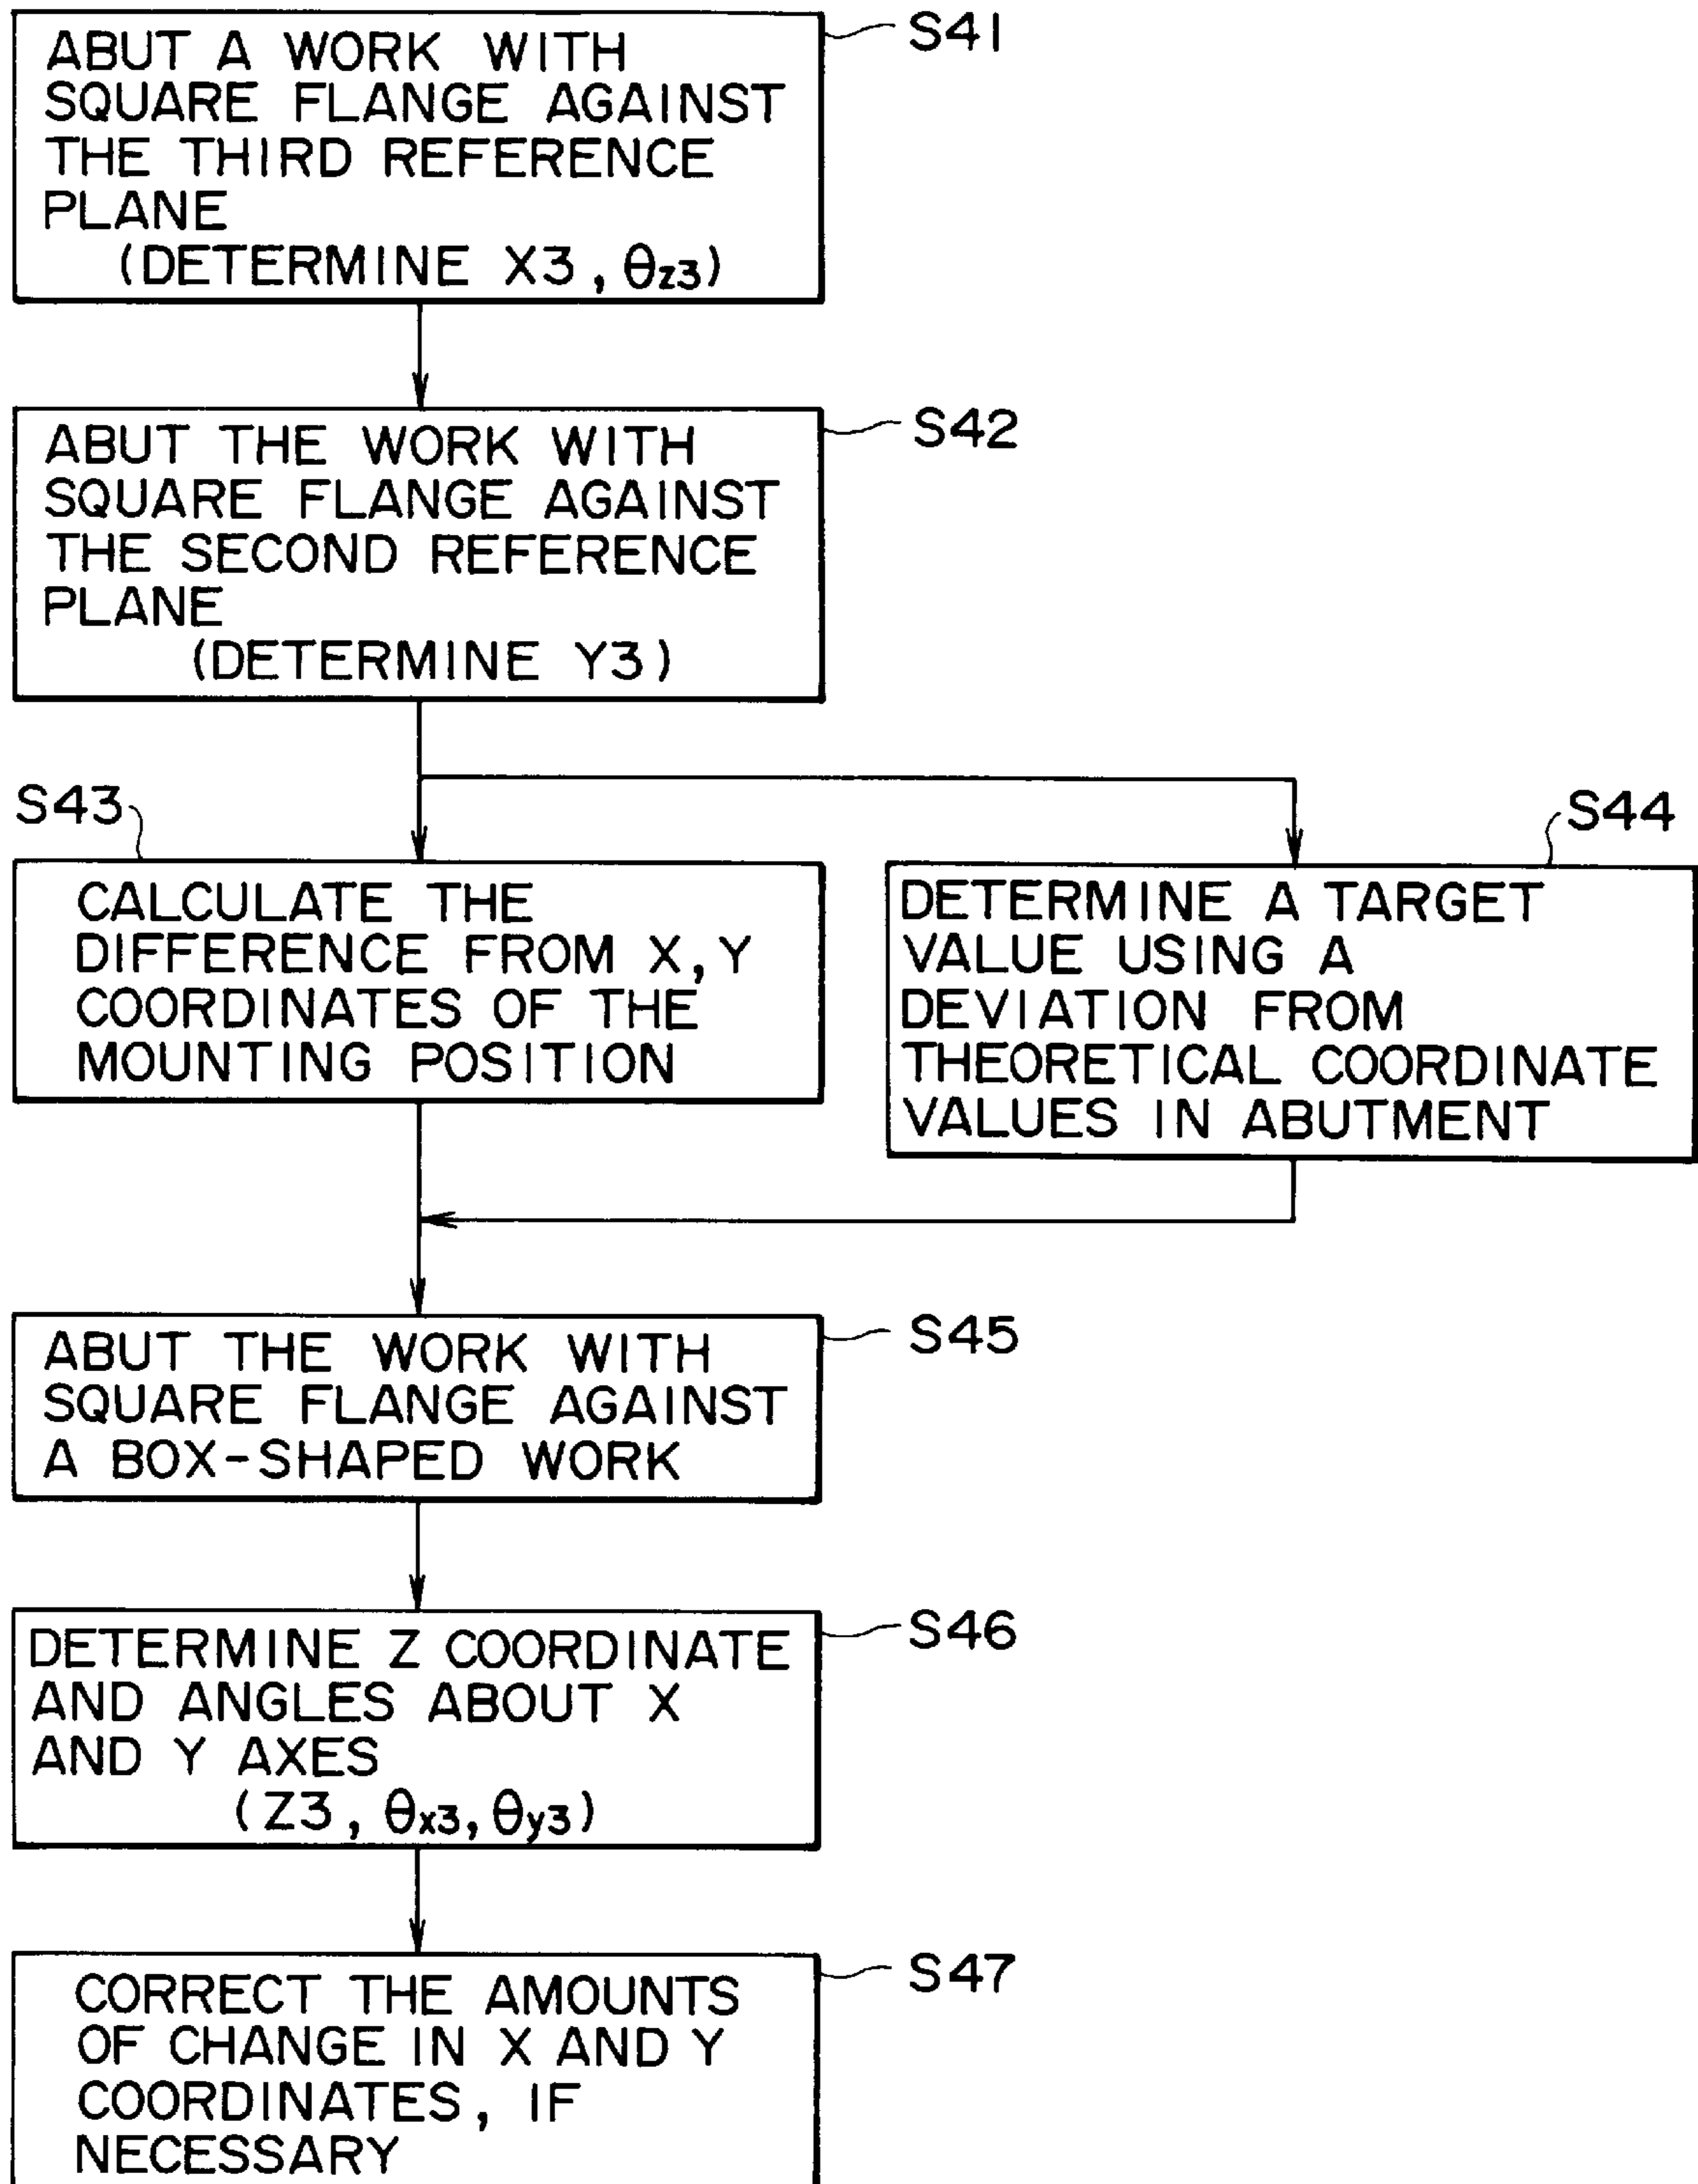 S41
ABUT A WORK WITH
SQUARE FLANGE AGAINST
THE THIRD REFERENCE
PLANE
(DETERMINE X3, θz3)
S42
ABUT THE WORK WITH
SQUARE FLANGE AGAINST
THE SECOND REFERENCE
PLANE
(DETERMINE Y3)
S43
CALCULATE THE
DIFFERENCE FROM X, Y
COORDINATES OF THE
MOUNTING POSITION
S44
DETERMINE A TARGET
VALUE USING A
DEVIATION FROM
THEORETICAL COORDINATE
VALUES IN ABUTMENT
S45
ABUT THE WORK WITH
SQUARE FLANGE AGAINST
A BOX-SHAPED WORK
S46
DETERMINE Z COORDINATE
AND ANGLES ABOUT X
AND Y AXES
(Z3, θx3, θy3)
S47
CORRECT THE AMOUNTS
OF CHANGE IN X AND Y
COORDINATES, IF
NECESSARY